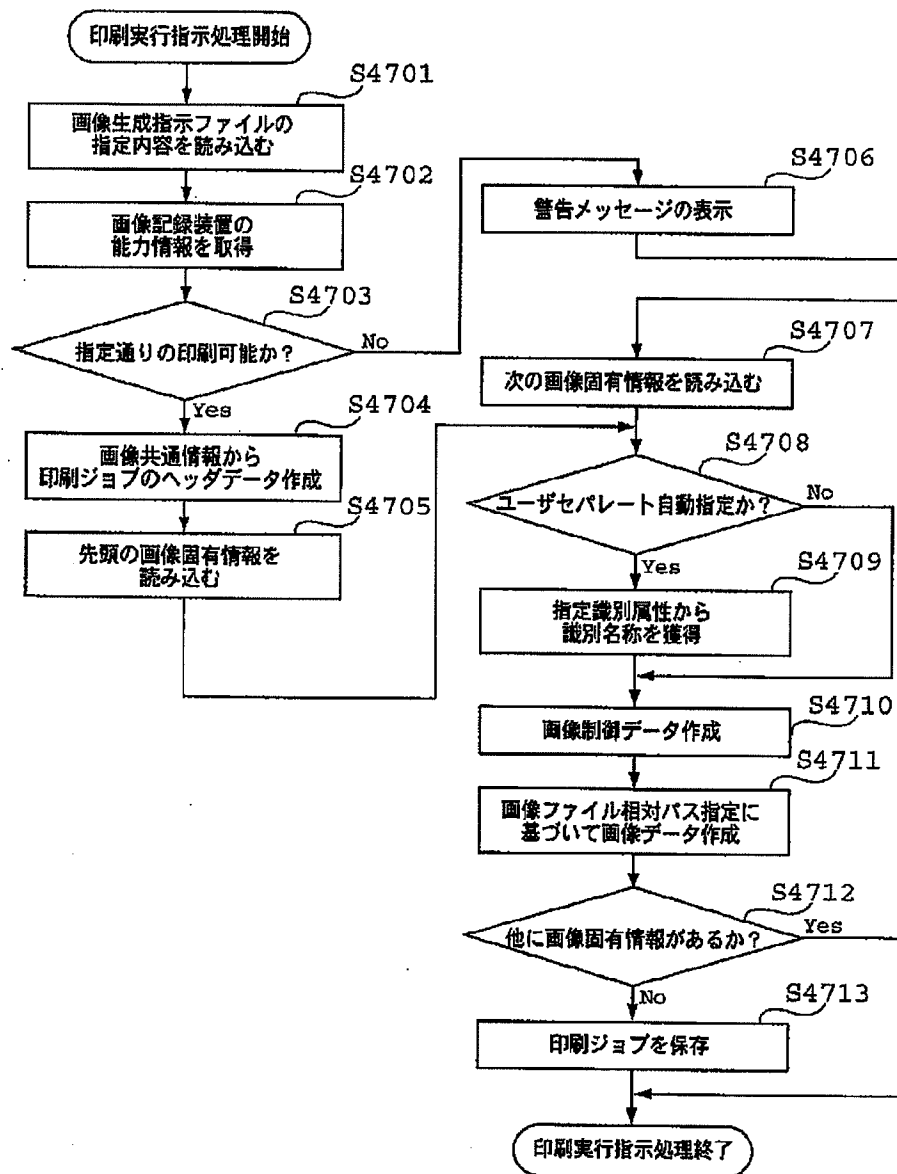 印刷実行指示処理開始
S4701
画像生成指示ファイルの
指定内容を読み込む
S4702
画像記録装置の
能力情報を取得
S4703
指定通りの印刷可能か？
No
Yes
S4704
画像共通情報から
印刷ジョブのヘッダデータ作成
S4705
先頭の画像固有情報を
読み込む
S4706
警告メッセージの表示
S4707
次の画像固有情報を読み込む
S4708
ユーザセパレート自動指定か？
No
Yes
S4709
指定識別属性から
識別名称を獲得
S4710
画像制御データ作成
S4711
画像ファイル相対パス指定に
基づいて画像データ作成
S4712
他に画像固有情報があるか？
Yes
No
S4713
印刷ジョブを保存
印刷実行指示処理終了